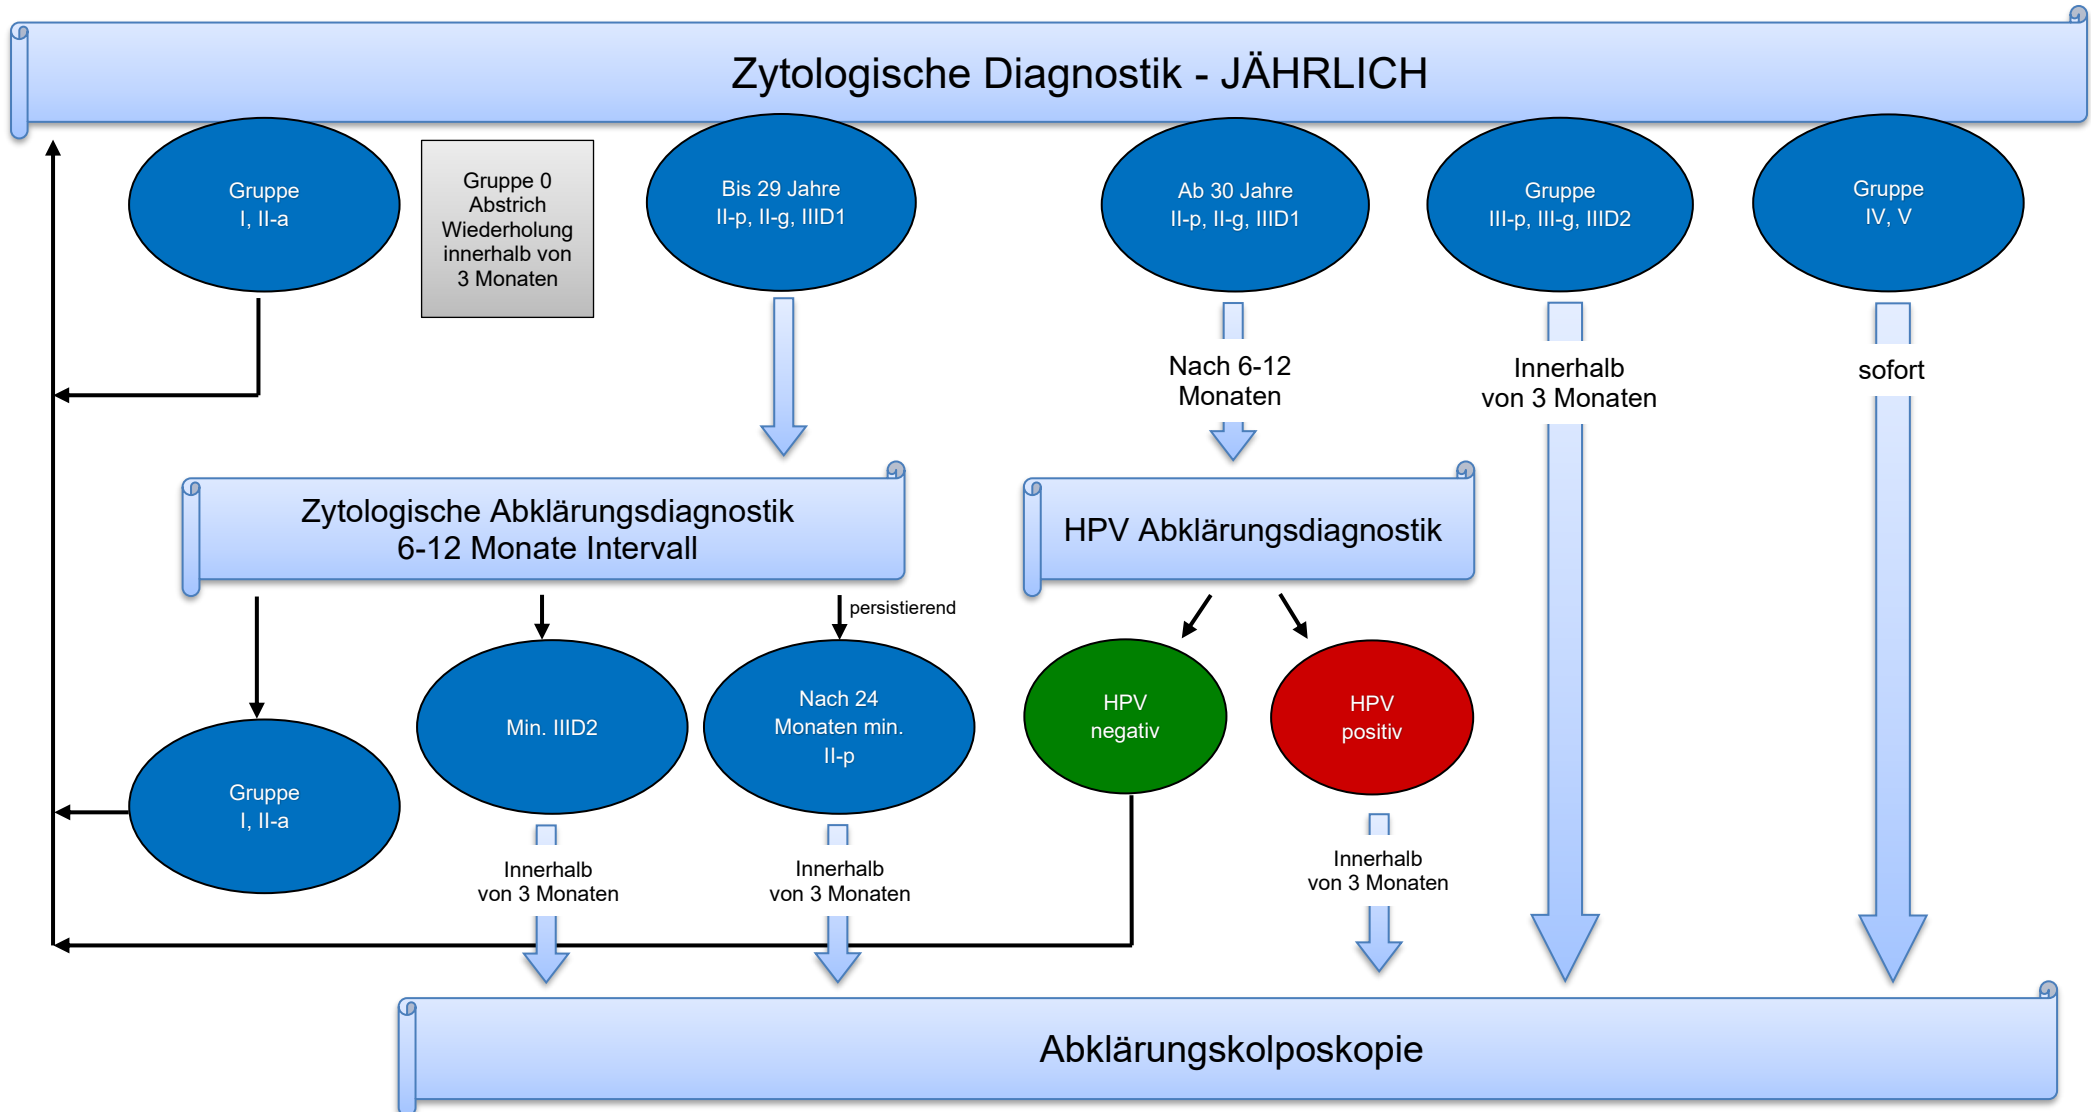 Zytologische Diagnostik - JÄHRLICH
Gruppe
I, II-a
Gruppe 0
Abstrich
Wiederholung
innerhalb von
3 Monaten
Bis 29 Jahre
II-p, II-g, IIID1
Ab 30 Jahre
II-p, II-g, IIID1
Gruppe
III-p, III-g, IIID2
Gruppe
IV, V
Nach 6-12
Monaten
Innerhalb
von 3 Monaten
sofort
Zytologische Abklärungsdiagnostik
6-12 Monate Intervall
HPV Abklärungsdiagnostik
persistierend
Gruppe
I, II-a
Min. IIID2
Nach 24
Monaten min.
II-p
HPV
negativ
HPV
positiv
Innerhalb
von 3 Monaten
Innerhalb
von 3 Monaten
Innerhalb
von 3 Monaten
Abklärungskolposkopie